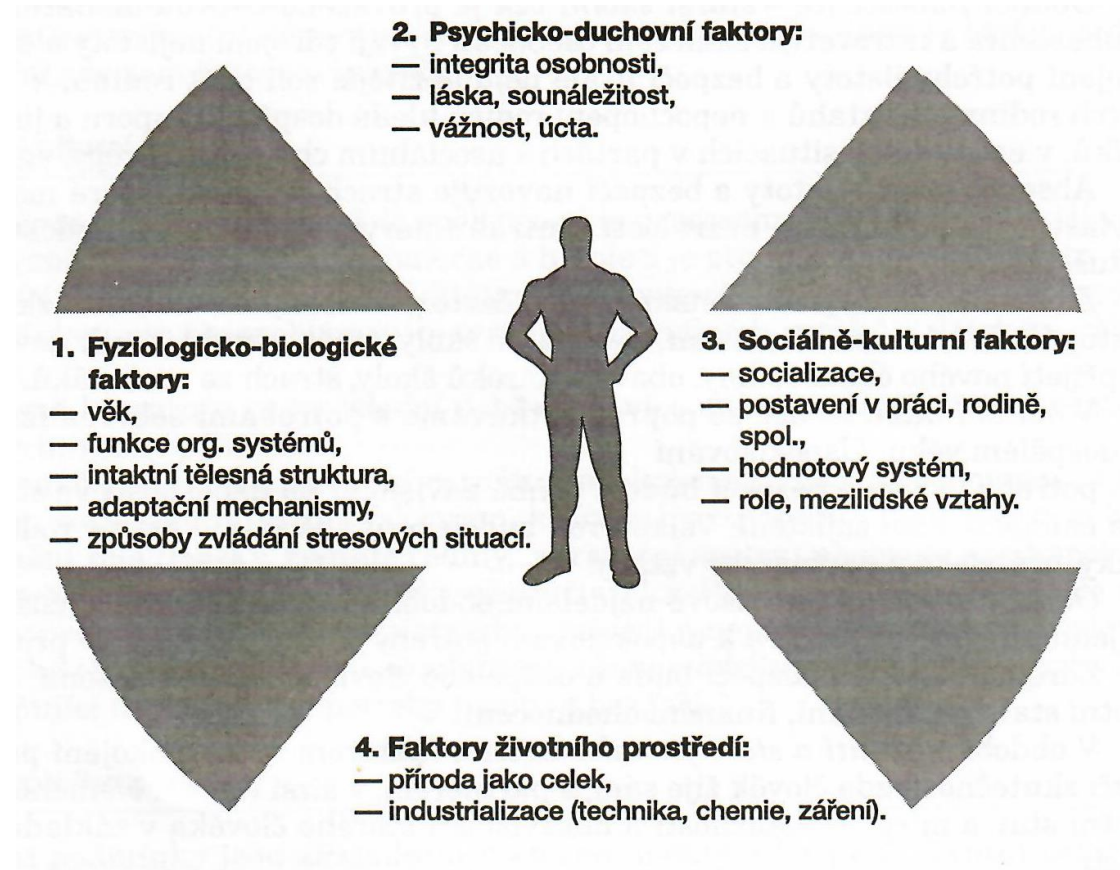 2. Psychicko-duchovní faktory:
— integrita osobnosti,
— láska, sounáležitost,
— vážnost, úcta.
1. Fyziologicko-biologické
faktory:
— věk,
— funkce org. systémů,
— intaktní tělesná struktura,
— adaptační mechanismy,
— způsoby zvládání stresových situací.
3. Sociálně-kulturní faktory:
— socializace,
— postavení v práci, rodině,
spol.,
— hodnotový systém,
— role, mezilidské vztahy.
4. Faktory životního prostředí:
— příroda jako celek,
— industrializace (technika, chemie, záření).